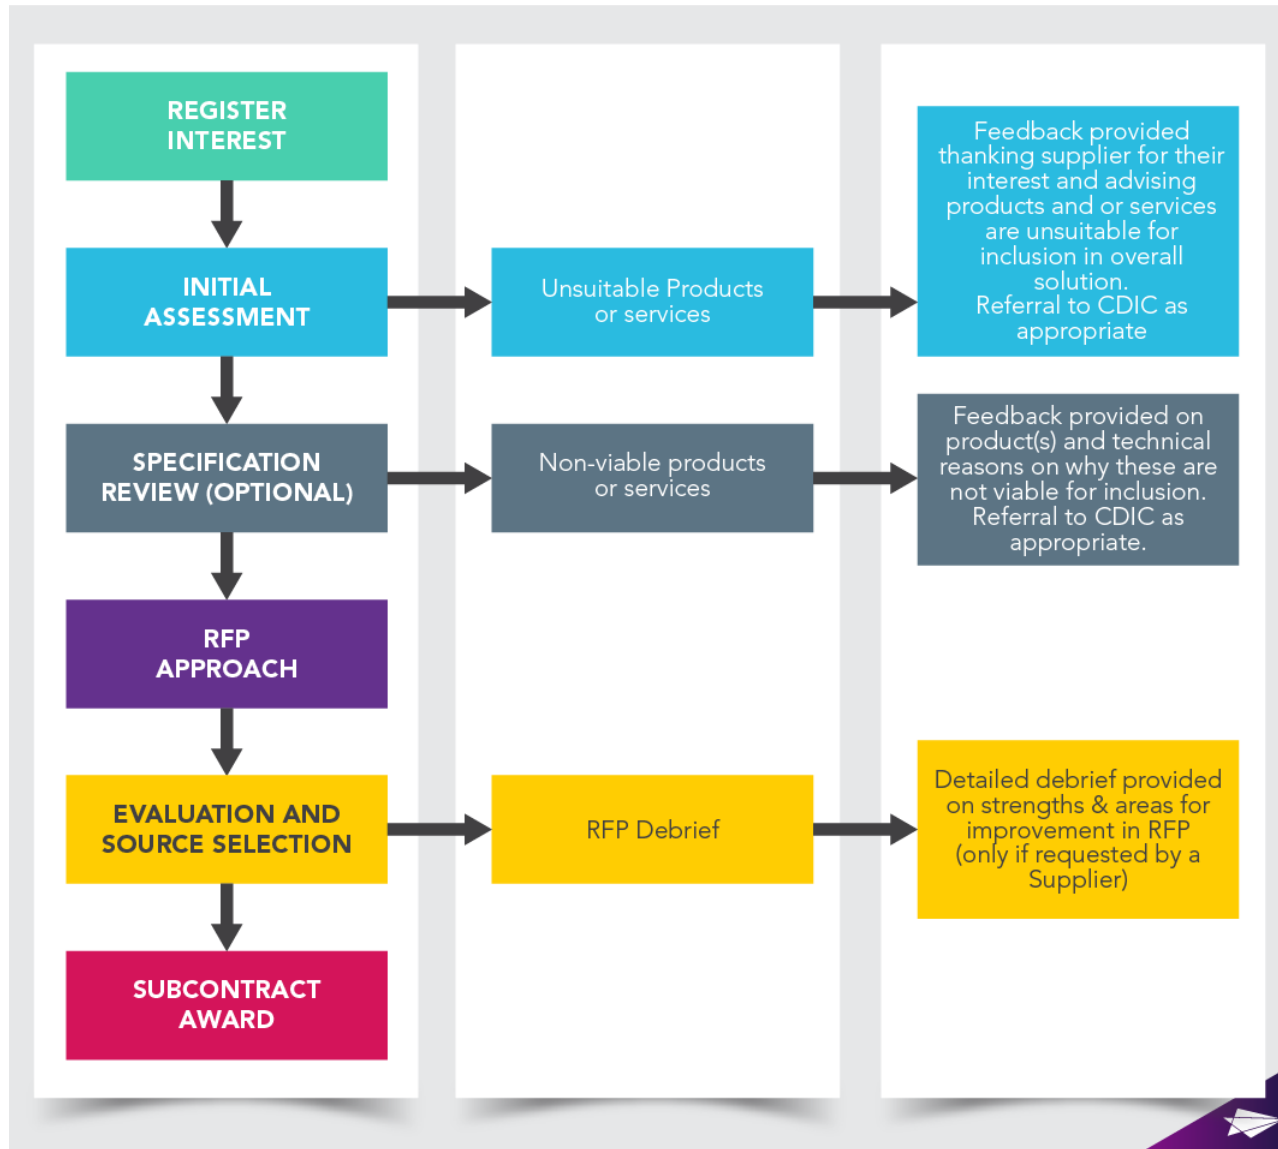 REGISTER
INTEREST
INITIAL
ASSESSMENT
Unsuitable Products
or services
Feedback provided
thanking supplier for their
interest and advising
products and or services
are unsuitable for
inclusion in overall
solution.
Referral to CDIC as
appropriate
SPECIFICATION
REVIEW (OPTIONAL)
Non-viable products
or services
Feedback provided on
product(s) and technical
reasons on why these are
not viable for inclusion.
Referral to CDIC as
appropriate.
RFP
APPROACH
EVALUATION AND
SOURCE SELECTION
RFP Debrief
Detailed debrief provided
on strengths & areas for
improvement in RFP
(only if requested by a
Supplier)
SUBCONTRACT
AWARD